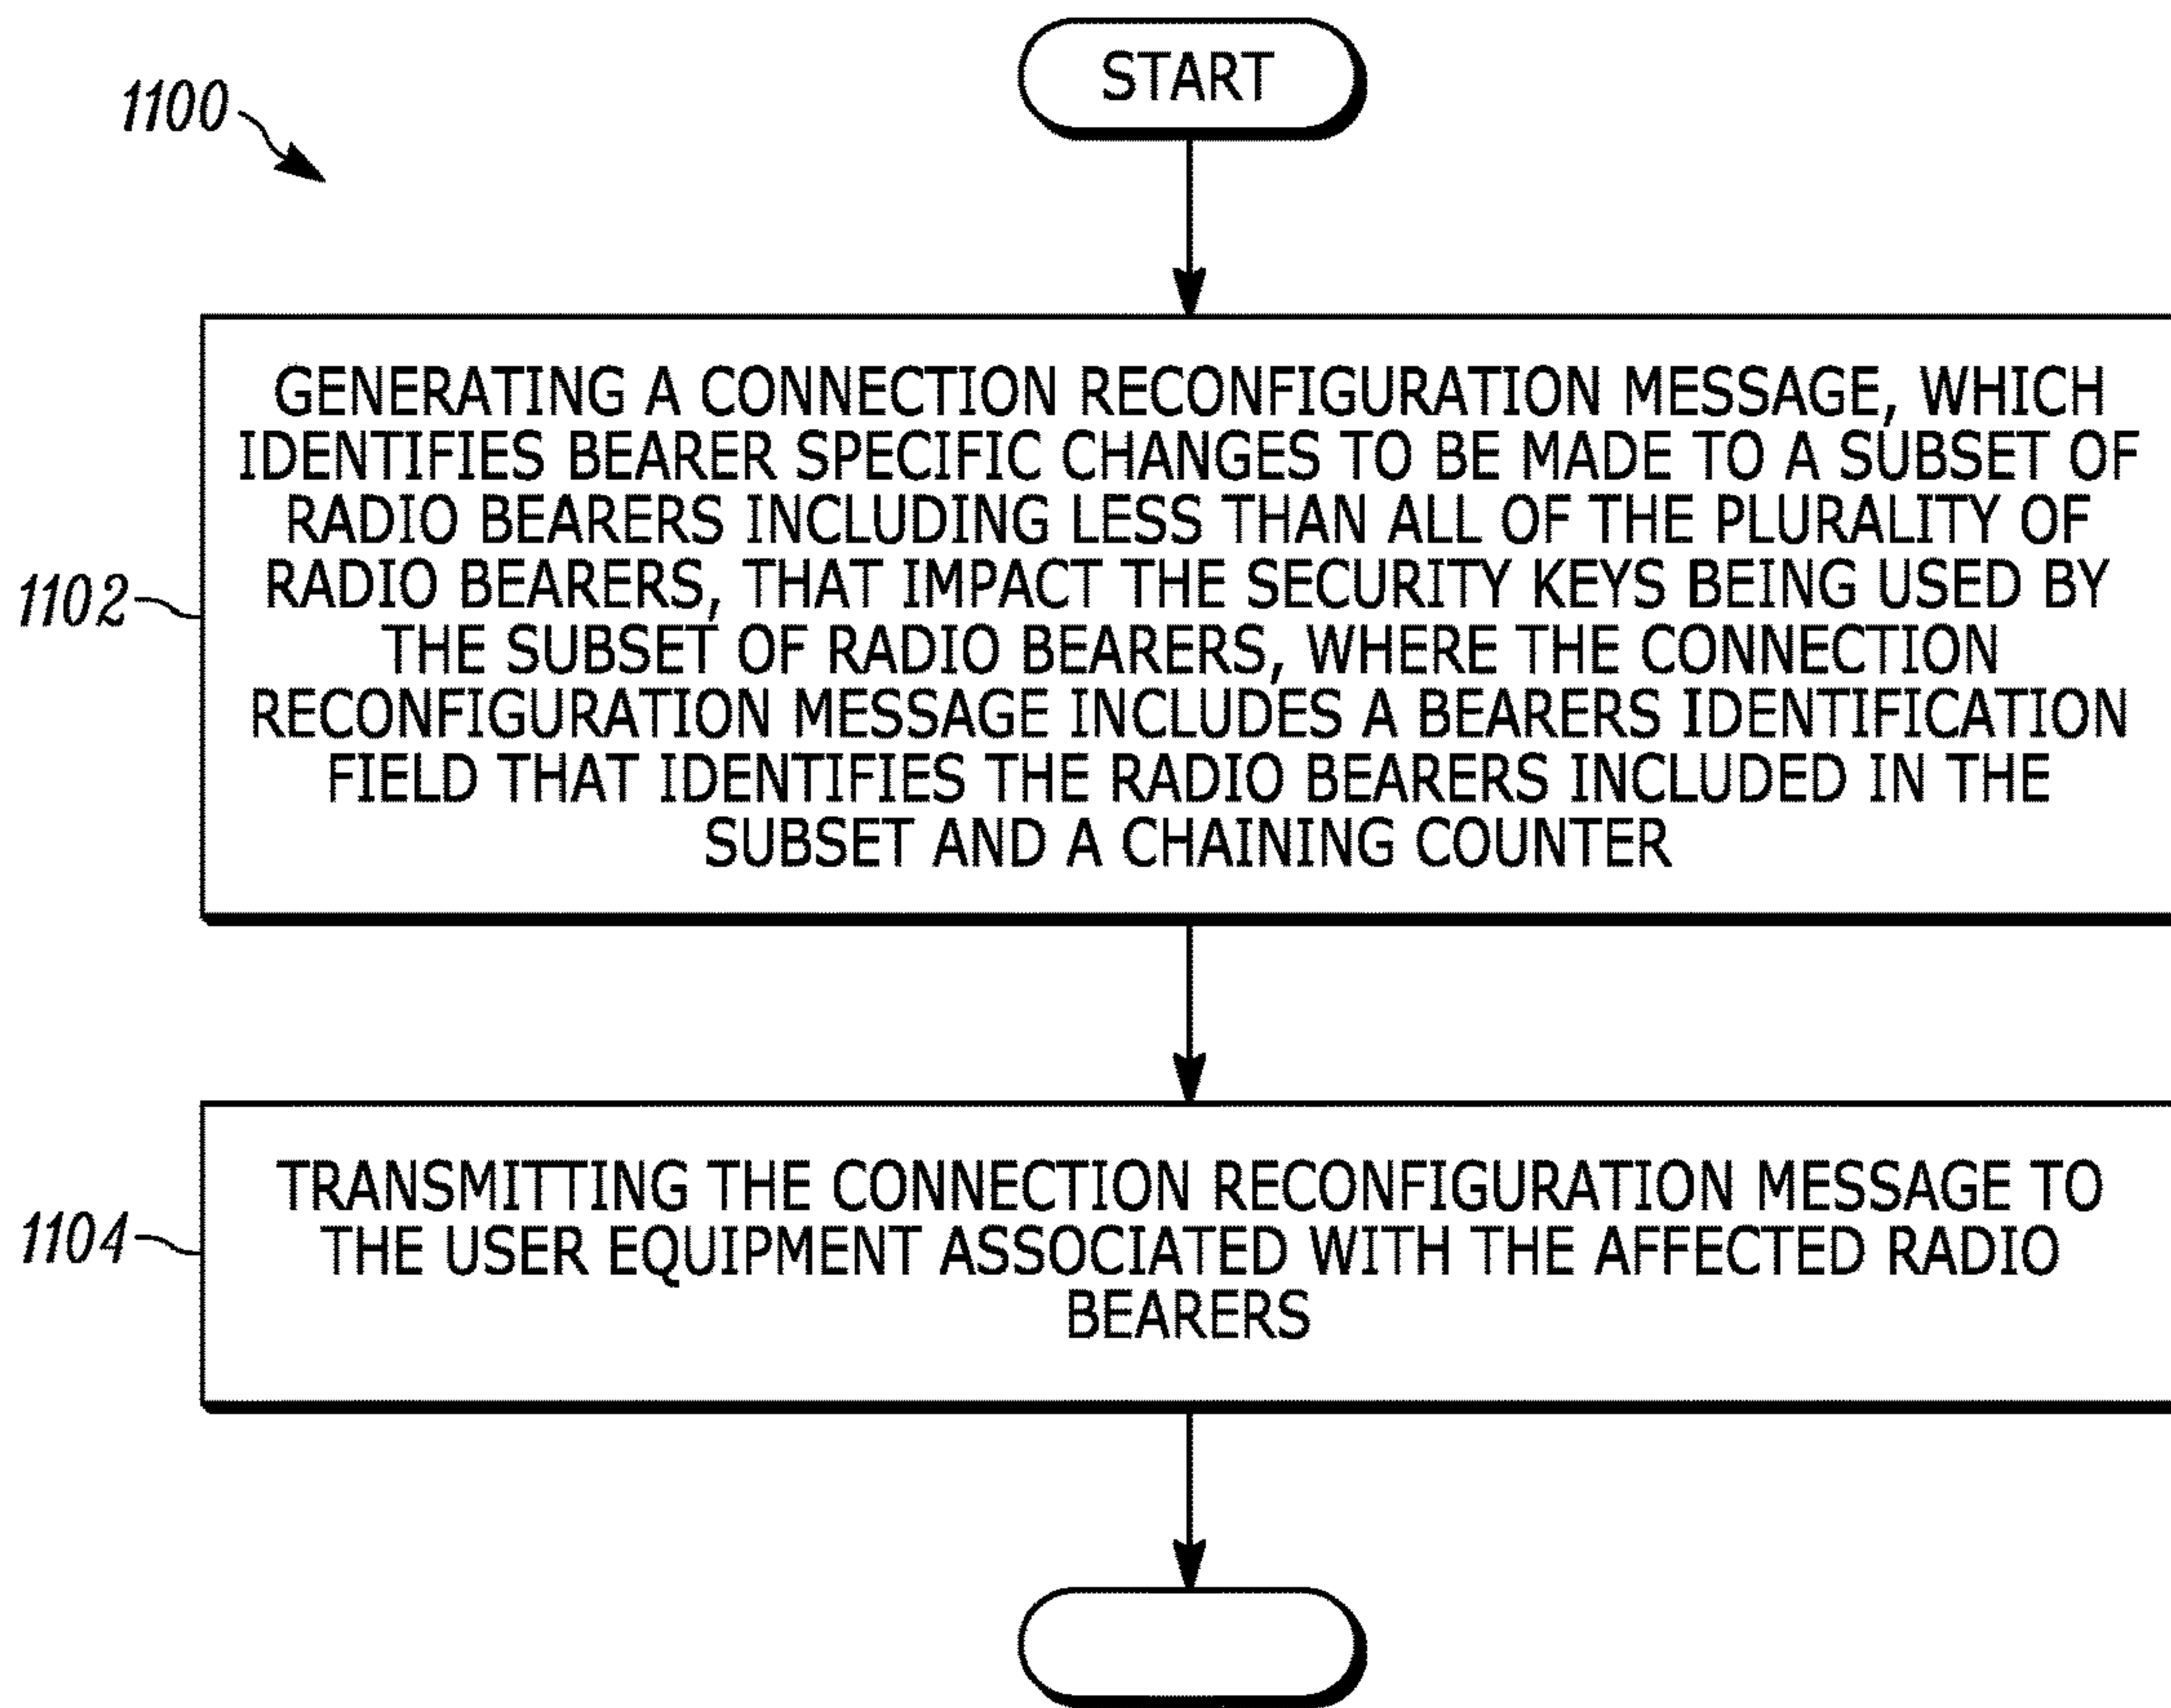 START
1100
GENERATING A CONNECTION RECONFIGURATION MESSAGE, WHICH
IDENTIFIES BEARER SPECIFIC CHANGES TO BE MADE TO A SUBSET OF
RADIO BEARERS INCLUDING LESS THAN ALL OF THE PLURALITY OF
RADIO BEARERS, THAT IMPACT THE SECURITY KEYS BEING USED BY
THE SUBSET OF RADIO BEARERS, WHERE THE CONNECTION
RECONFIGURATION MESSAGE INCLUDES A BEARERS IDENTIFICATION
FIELD THAT IDENTIFIES THE RADIO BEARERS INCLUDED IN THE
SUBSET AND A CHAINING COUNTER
1102
TRANSMITTING THE CONNECTION RECONFIGURATION MESSAGE TO
THE USER EQUIPMENT ASSOCIATED WITH THE AFFECTED RADIO
BEARERS
1104